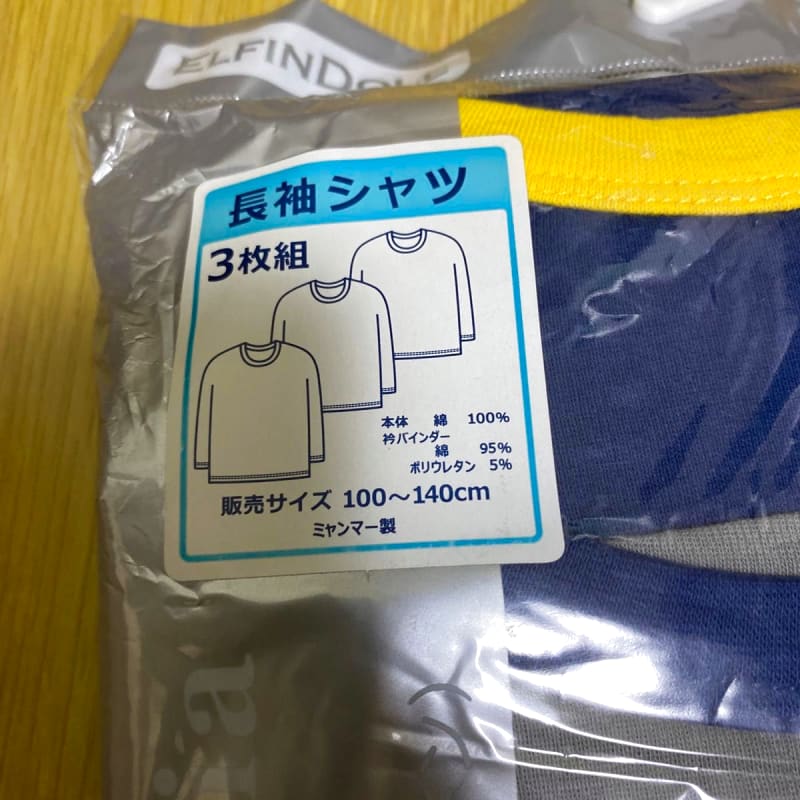 ELFINDOLL
長袖シャツ
3枚組
本体 綿 100%
衿バインダー
綿 95%
ポリウレタン 5%
販売サイズ 100～140cm
ミャンマー製
ia